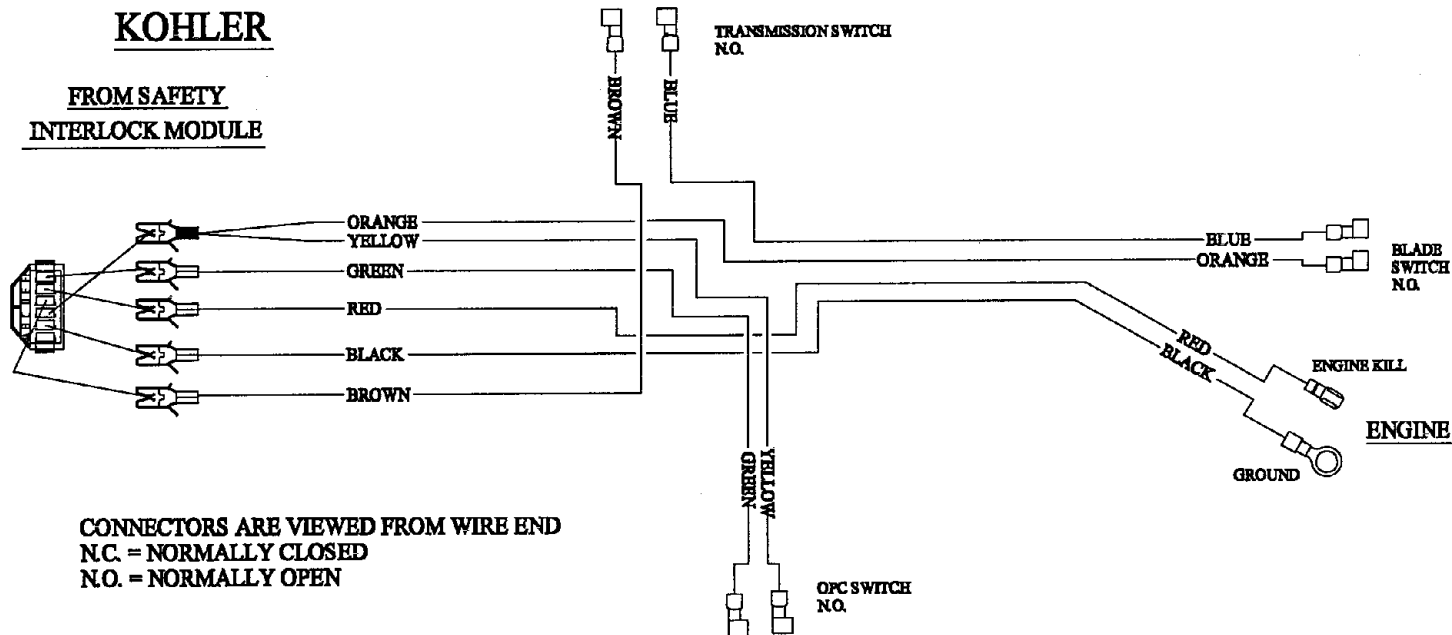 KOHLER
FROM SAFETY
INTERLOCK MODULE
TRANSMISSION SWITCH
N.O.
BROWN
BLUE
ORANGE
YELLOW
GREEN
RED
BLACK
BROWN
BLUE
ORANGE
BLADE
SWITCH
N.O.
RED
BLACK
ENGINE KILL
ENGINE
GROUND
GREEN
YELLOW
OPC SWITCH
N.O.
CONNECTORS ARE VIEWED FROM WIRE END
N.C. = NORMALLY CLOSED
N.O. = NORMALLY OPEN